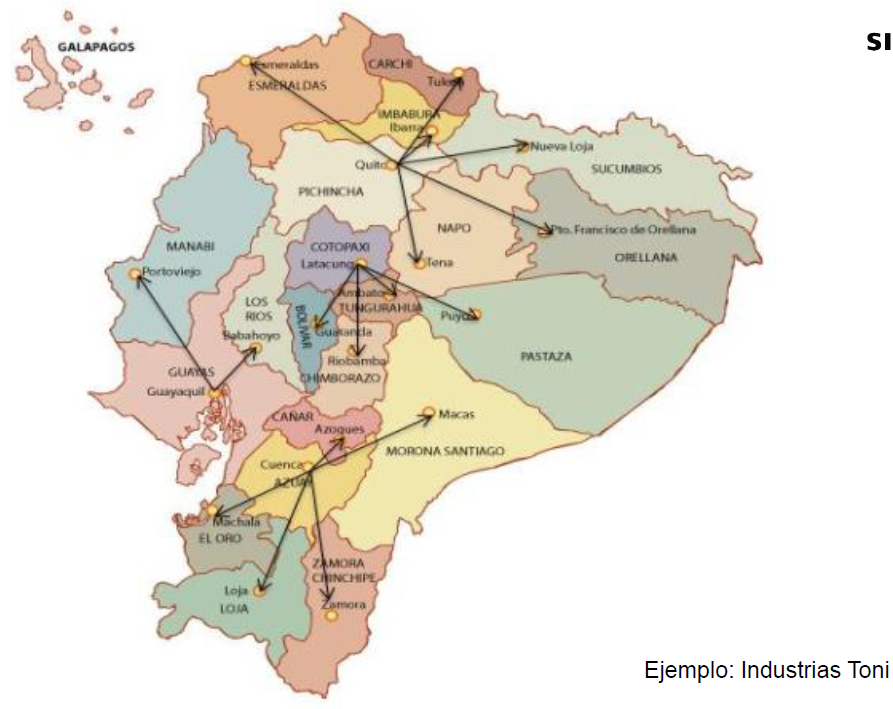 GALAPAGOS
SI
Esmeraldas
ESMERALDAS
CARCHI
IMBABURA
Ibarra
Nueva Loja
Quito
SUCUMBIOS
PICHINCHA
NAPO
Pto. Francisco de Orellana
MANABI
COTOPAXI
ORELLANA
Latacung
Tena
Portoviejo
Ambato
LOS
RIOS
TUNGURAHUA
BOLIVAR
Puyo
Guaranda
Babahoyo
PASTAZA
Riobamba
GUAYAS
CHIMBORAZO
Guayaquil
CAÑAR
Macas
Azogues
MORONA SANTIAGO
Cuenca
AZUAY
Machala
EL ORO
ZAMORA
CHINCHIPE
Loja
LOJA
Zamora
Ejemplo: Industrias Toni